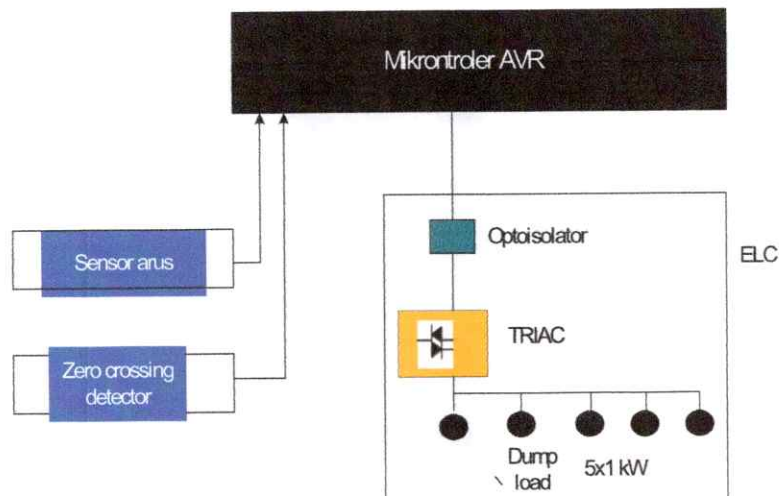 Mikrontroler AVR
Optoisolator
ELC
Sensor arus
TRIAC
Zero crossing
detector
Dump
load
5x1 kW